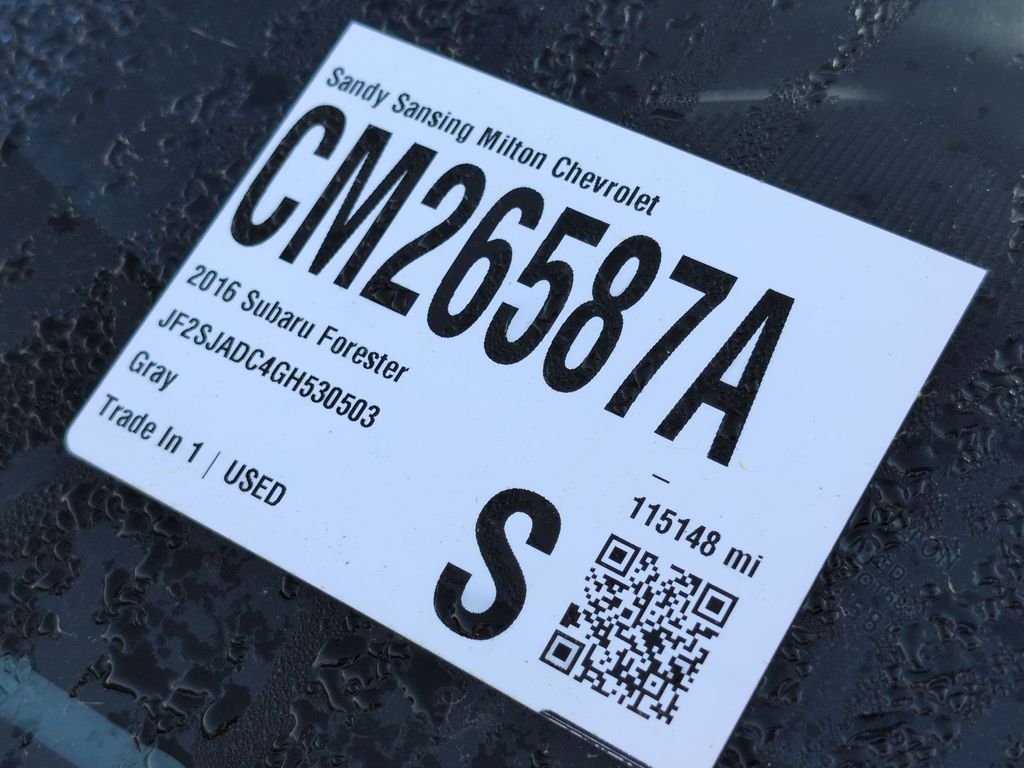 Sandy Sansing Milton Chevrolet
CM26587A
2016 Subaru Forester
JF2SJADC4GH530503
Gray
Trade In 1 | USED
–
115148 mi
S